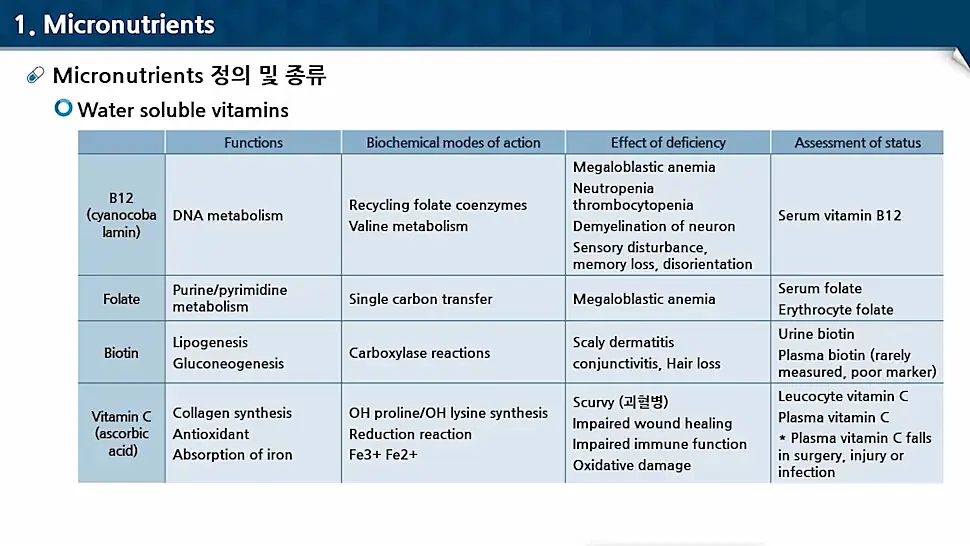 1. Micronutrients
Micronutrients 정의 및 종류
Water soluble vitamins
Functions
Biochemical modes of action
Effect of deficiency
Assessment of status
B12
(cyanocoba
lamin)
DNA metabolism
Recycling folate coenzymes
Valine metabolism
Megaloblastic anemia
Neutropenia
thrombocytopenia
Demyelination of neuron
Sensory disturbance,
memory loss, disorientation
Serum vitamin B12
Folate
Purine/pyrimidine
metabolism
Single carbon transfer
Megaloblastic anemia
Serum folate
Erythrocyte folate
Biotin
Lipogenesis
Gluconeogenesis
Carboxylase reactions
Scaly dermatitis
conjunctivitis, Hair loss
Urine biotin
Plasma biotin (rarely
measured, poor marker)
Vitamin C
(ascorbic
acid)
Collagen synthesis
Antioxidant
Absorption of iron
OH proline/OH lysine synthesis
Reduction reaction
Fe3+ Fe2+
Scurvy (괴혈병)
Impaired wound healing
Impaired immune function
Oxidative damage
Leucocyte vitamin C
Plasma vitamin C
* Plasma vitamin C falls
in surgery, injury or
infection